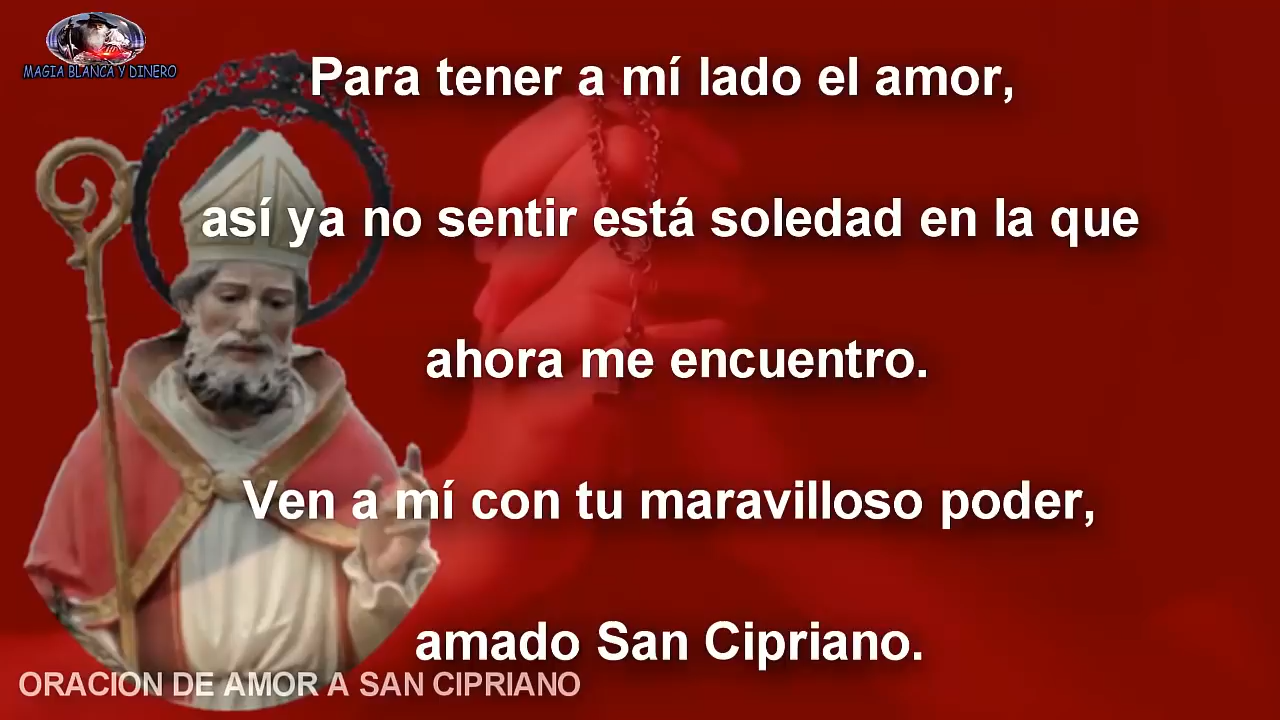 MAGIA BLANCA Y DINERO
Para tener a mí lado el amor,
así ya no sentir está soledad en la que
ahora me encuentro.
Ven a mí con tu maravilloso poder,
amado San Cipriano.
ORACION DE AMOR A SAN CIPRIANO